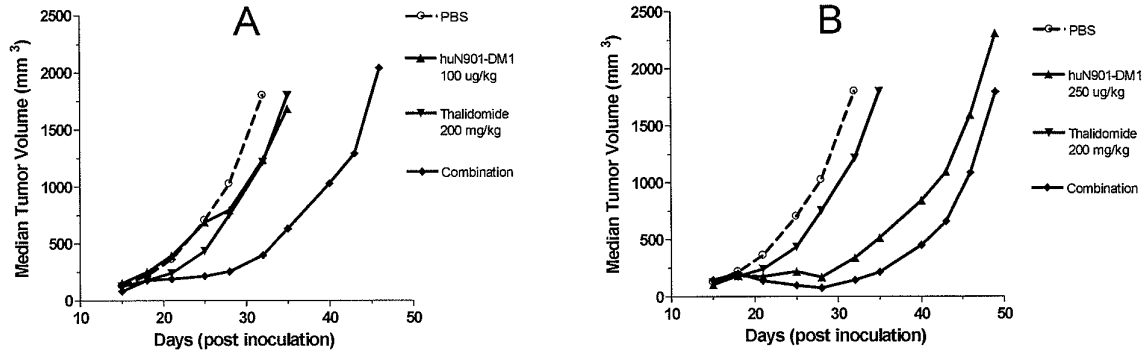 A
Median Tumor Volume (mm 3)
2500
2000
1500
1000
500
0
10
20
30
40
50
Days (post inoculation)
PBS
huN901-DM1
100 ug/kg
Thalidomide
200 mg/kg
Combination
B
Median Tumor Volume (mm 3)
2500
2000
1500
1000
500
0
10
20
30
40
50
Days (post inoculation)
PBS
huN901-DM1
250 ug/kg
Thalidomide
200 mg/kg
Combination